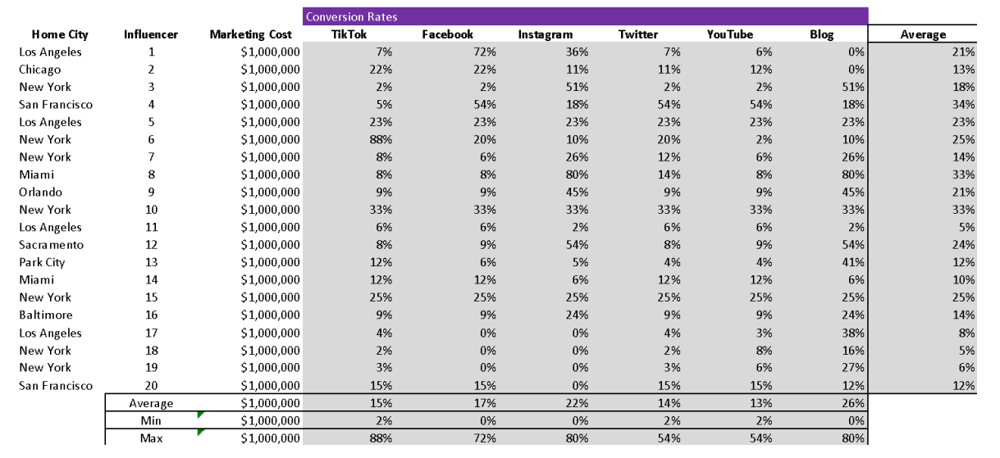 Conversion Rates
Home City Influencer Marketing Cost TikTok Facebook Instagram Twitter YouTube Blog Average
Los Angeles 1 $1,000,000 7% 72% 36% 7% 6% 0% 21%
Chicago 2 $1,000,000 22% 22% 11% 11% 12% 0% 13%
New York 3 $1,000,000 2% 2% 51% 2% 2% 51% 18%
San Francisco 4 $1,000,000 5% 54% 18% 54% 54% 18% 34%
Los Angeles 5 $1,000,000 23% 23% 23% 23% 23% 23% 23%
New York 6 $1,000,000 88% 20% 10% 20% 2% 10% 25%
New York 7 $1,000,000 8% 6% 26% 12% 6% 26% 14%
Miami 8 $1,000,000 8% 8% 80% 14% 8% 80% 33%
Orlando 9 $1,000,000 9% 9% 45% 9% 9% 45% 21%
New York 10 $1,000,000 33% 33% 33% 33% 33% 33% 33%
Los Angeles 11 $1,000,000 6% 6% 2% 6% 6% 2% 5%
Sacramento 12 $1,000,000 8% 9% 54% 8% 9% 54% 24%
Park City 13 $1,000,000 12% 6% 5% 4% 4% 41% 12%
Miami 14 $1,000,000 12% 12% 6% 12% 12% 6% 10%
New York 15 $1,000,000 25% 25% 25% 25% 25% 25% 25%
Baltimore 16 $1,000,000 9% 9% 24% 9% 9% 24% 14%
Los Angeles 17 $1,000,000 4% 0% 0% 4% 3% 38% 8%
New York 18 $1,000,000 2% 0% 0% 2% 8% 16% 5%
New York 19 $1,000,000 3% 0% 0% 3% 6% 27% 6%
San Francisco 20 $1,000,000 15% 15% 0% 15% 15% 12% 12%
Average $1,000,000 15% 17% 22% 14% 13% 26%
Min $1,000,000 2% 0% 0% 2% 2% 0%
Max $1,000,000 88% 72% 80% 54% 54% 80%